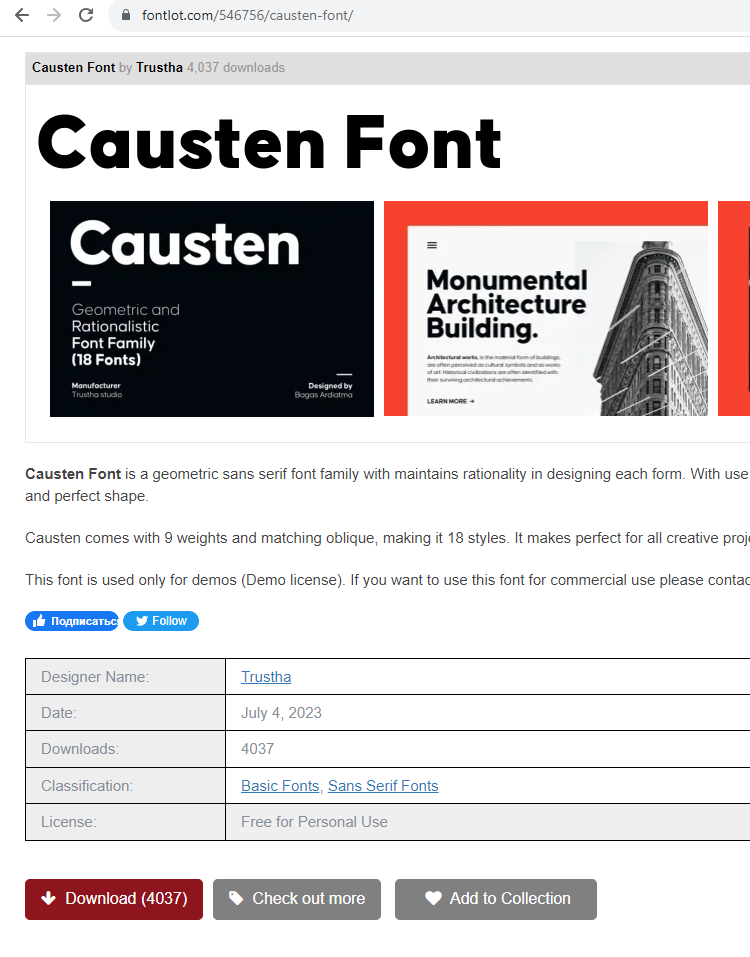 fontlot.com/546756/causten-font/
Causten Font by Trustha 4,037 downloads
Causten Font
Causten
Geometric and
Rationalistic
Font Family
(18 Fonts)
Manufacturer
Trustha studio
Designed by
Bagas Ardiatma
Monumental
Architecture
Building.
Architectural works, in the material form of buildings,
are often perceived as cultural symbols and as works
of art. Historical civilizations are often identified with
their surviving architectural achievements.
LEARN MORE →
Causten Font is a geometric sans serif font family with maintains rationality in designing each form. With use
and perfect shape.
Causten comes with 9 weights and matching oblique, making it 18 styles. It makes perfect for all creative proj
This font is used only for demos (Demo license). If you want to use this font for commercial use please contac
Подписатьс
Follow
Designer Name: Trustha
Date: July 4, 2023
Downloads: 4037
Classification: Basic Fonts, Sans Serif Fonts
License: Free for Personal Use
Download (4037)
Check out more
Add to Collection